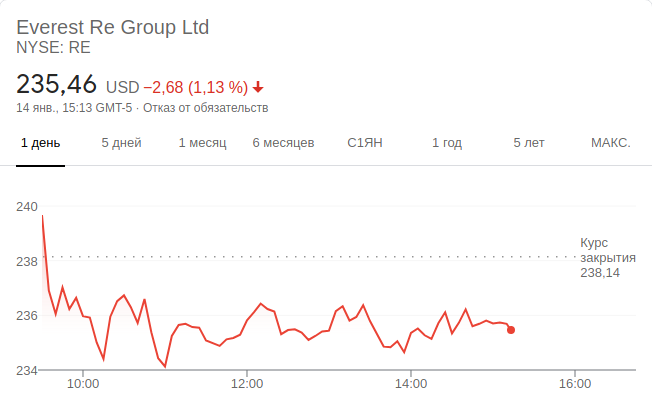 Everest Re Group Ltd
NYSE: RE
235,46 USD −2,68 (1,13 %)
14 янв., 15:13 GMT-5 · Отказ от обязательств
1 день 5 дней 1 месяц 6 месяцев С1ЯН 1 год 5 лет МАКС.
240
238
236
234
Курс
закрытия
238,14
10:00 12:00 14:00 16:00